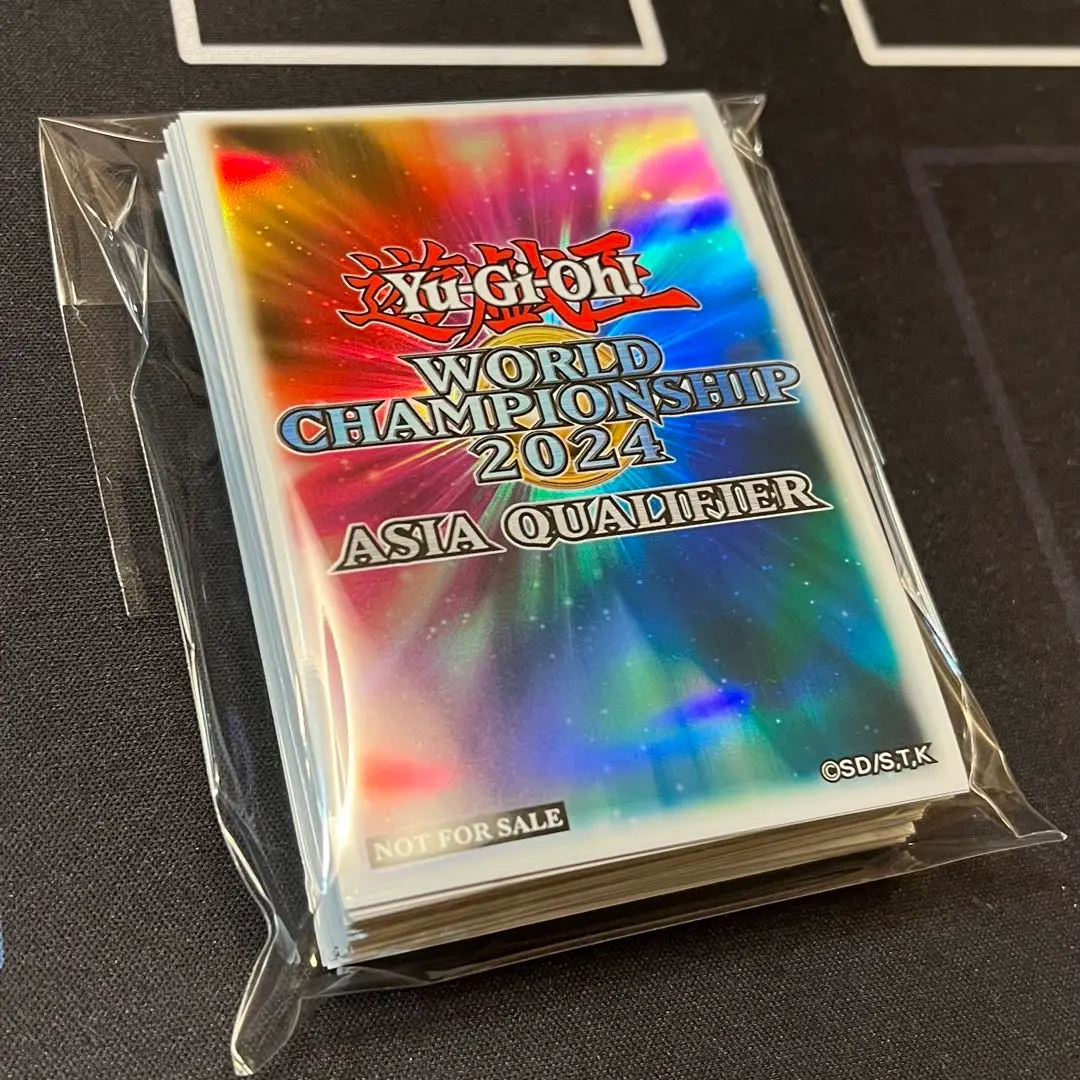 遊戯王
Yu-Gi-Oh!
WORLD
CHAMPIONSHIP
2024
ASIA QUALIFIER
©SD/S,T,K
NOT FOR SALE